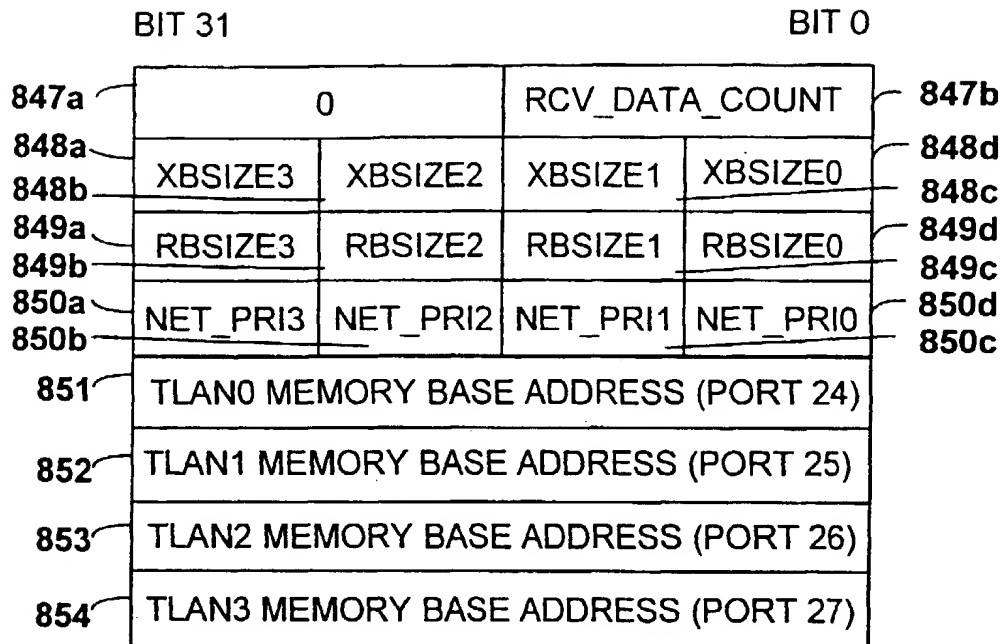 BIT 31 BIT 0
847a 0 RCV_DATA_COUNT 847b
848a XBSIZE3 XBSIZE2 XBSIZE1 XBSIZE0 848d
848b 848c
849a RBSIZE3 RBSIZE2 RBSIZE1 RBSIZE0 849d
849b 849c
850a NET_PRI3 NET_PRI2 NET_PRI1 NET_PRI0 850d
850b 850c
851 TLAN0 MEMORY BASE ADDRESS (PORT 24)
852 TLAN1 MEMORY BASE ADDRESS (PORT 25)
853 TLAN2 MEMORY BASE ADDRESS (PORT 26)
854 TLAN3 MEMORY BASE ADDRESS (PORT 27)